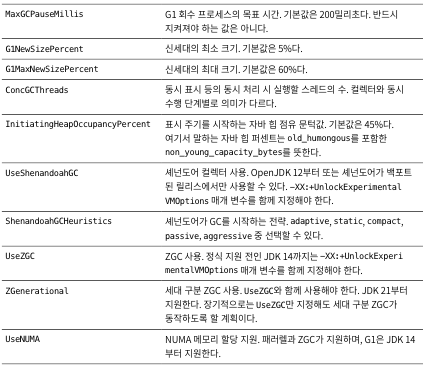 MaxGCPauseMillis
G1 회수 프로세스의 목표 시간. 기본값은 200밀리초다. 반드시
지켜져야 하는 값은 아니다.
G1NewSizePercent
신세대의 최소 크기. 기본값은 5%다.
G1MaxNewSizePercent
신세대의 최대 크기. 기본값은 60%다.
ConcGCThreads
동시 표시 등의 동시 처리 시 실행할 스레드의 수. 컬렉터와 동시
수행 단계별로 의미가 다르다.
InitiatingHeapOccupancyPercent
표시 주기를 시작하는 자바 힙 점유 문턱값. 기본값은 45%다.
여기서 말하는 자바 힙 퍼센트는 old_humongous를 포함한
non_young_capacity_bytes를 뜻한다.
UseShenandoahGC
셰넌도어 컬렉터 사용. OpenJDK 12부터 또는 셰넌도어가 백포트
된 릴리스에서만 사용할 수 있다. -XX:+UnlockExperimental
VMOptions 매개 변수를 함께 지정해야 한다.
ShenandoahGCHeuristics
셰넌도어가 GC를 시작하는 전략. adaptive, static, compact,
passive, aggressive 중 선택할 수 있다.
UseZGC
ZGC 사용. 정식 지원 전인 JDK 14까지는 -XX:+UnlockExperi
mentalVMOptions 매개 변수를 함께 지정해야 한다.
ZGenerational
세대 구분 ZGC 사용. UseZGC와 함께 사용해야 한다. JDK 21부터
지원한다. 장기적으로는 UseZGC만 지정해도 세대 구분 ZGC가
동작하도록 할 계획이다.
UseNUMA
NUMA 메모리 할당 지원. 패러렐과 ZGC가 지원하며, G1은 JDK 14
부터 지원한다.